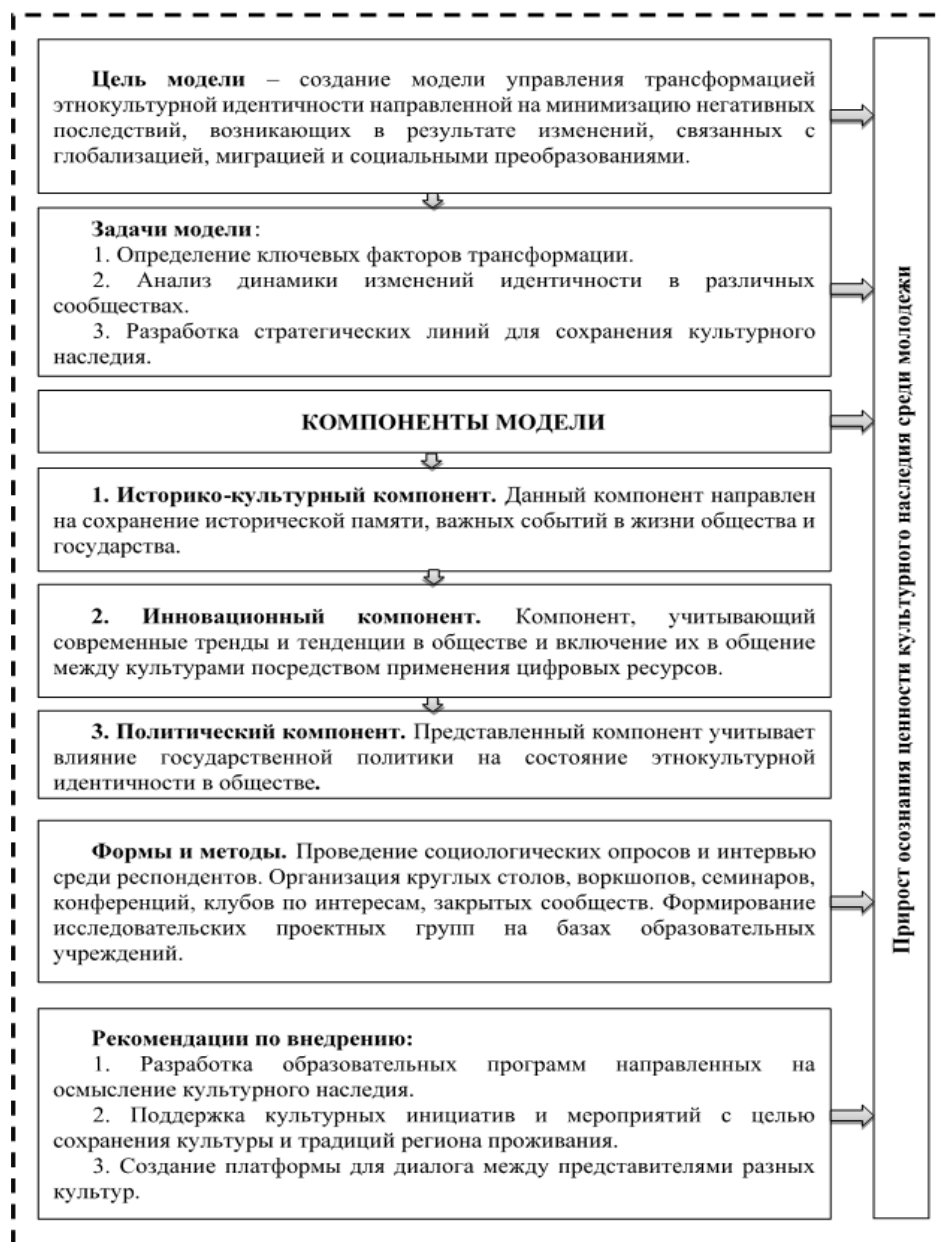 Цель модели – создание модели управления трансформацией
этнокультурной идентичности направленной на минимизацию негативных
последствий, возникающих в результате изменений, связанных с
глобализацией, миграцией и социальными преобразованиями.
Задачи модели:
1. Определение ключевых факторов трансформации.
2. Анализ динамики изменений идентичности в различных
сообществах.
3. Разработка стратегических линий для сохранения культурного
наследия.
КОМПОНЕНТЫ МОДЕЛИ
1. Историко-культурный компонент. Данный компонент направлен
на сохранение исторической памяти, важных событий в жизни общества и
государства.
2. Инновационный компонент. Компонент, учитывающий
современные тренды и тенденции в обществе и включение их в общение
между культурами посредством применения цифровых ресурсов.
3. Политический компонент. Представленный компонент учитывает
влияние государственной политики на состояние этнокультурной
идентичности в обществе.
Формы и методы. Проведение социологических опросов и интервью
среди респондентов. Организация круглых столов, воркшопов, семинаров,
конференций, клубов по интересам, закрытых сообществ. Формирование
исследовательских проектных групп на базах образовательных
учреждений.
Рекомендации по внедрению:
1. Разработка образовательных программ направленных на
осмысление культурного наследия.
2. Поддержка культурных инициатив и мероприятий с целью
сохранения культуры и традиций региона проживания.
3. Создание платформы для диалога между представителями разных
культур.
Прирост осознания ценности культурного наследия среди молодежи